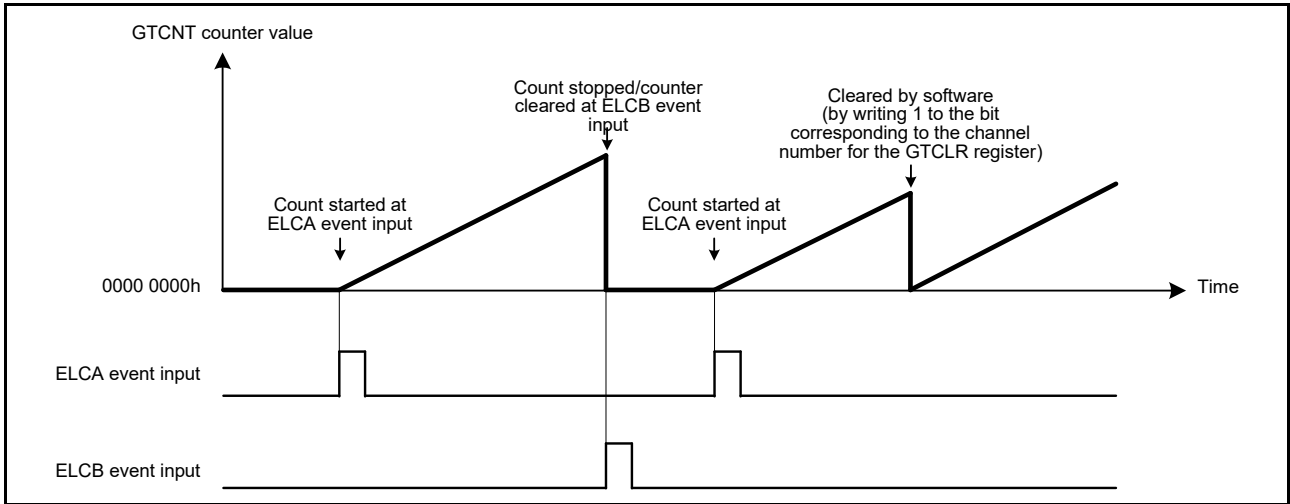 GTCNT counter value
Count stopped/counter
cleared at ELCB event
input
Cleared by software
(by writing 1 to the bit
corresponding to the channel
number for the GTCLR register)
Count started at
ELCA event input
Count started at
ELCA event input
0000 0000h
Time
ELCA event input
ELCB event input